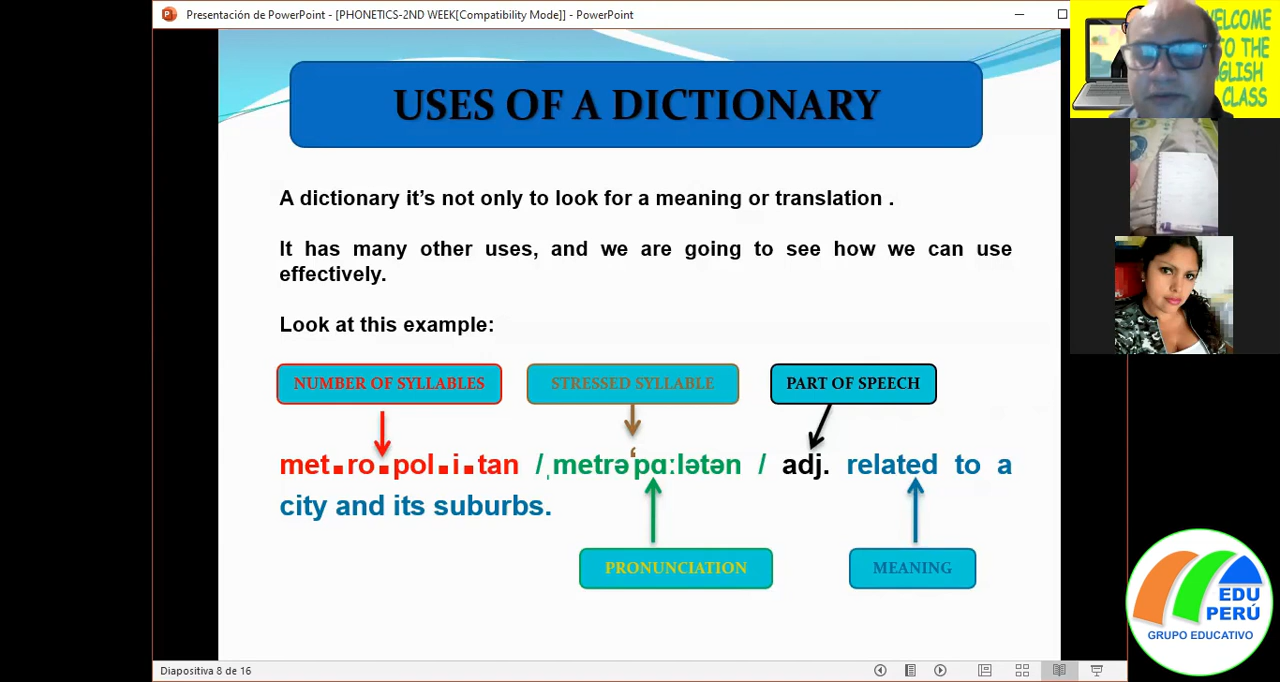 Presentación de PowerPoint - [PHONETICS-2ND WEEK[Compatibility Mode]] - PowerPoint
WELCOME
TO THE
ENGLISH
CLASS
USES OF A DICTIONARY
A dictionary it's not only to look for a meaning or translation .
It has many other uses, and we are going to see how we can use
effectively.
Look at this example:
NUMBER OF SYLLABLES
STRESSED SYLLABLE
PART OF SPEECH
met▪ro▪pol▪i▪tan /ˌmetrəˈpɑːlətən / adj. related to a
city and its suburbs.
PRONUNCIATION
MEANING
EDU
PERÚ
GRUPO EDUCATIVO
Diapositiva 8 de 16